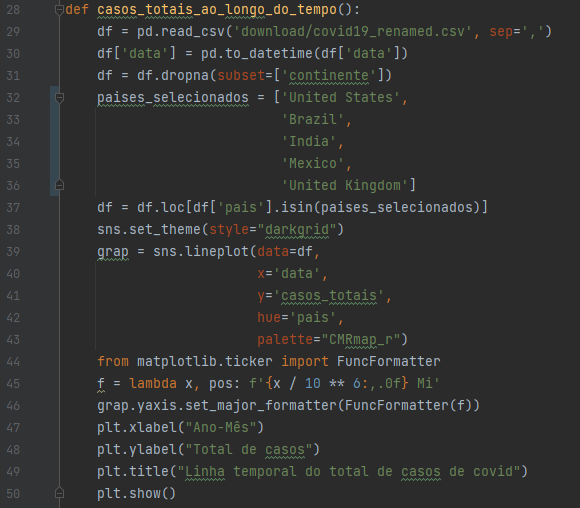 28 def casos_totais_ao_longo_do_tempo():
29     df = pd.read_csv('download/covid19_renamed.csv', sep=',')
30     df['data'] = pd.to_datetime(df['data'])
31     df = df.dropna(subset=['continente'])
32     paises_selecionados = ['United States',
33                            'Brazil',
34                            'India',
35                            'Mexico',
36                            'United Kingdom']
37     df = df.loc[df['pais'].isin(paises_selecionados)]
38     sns.set_theme(style="darkgrid")
39     grap = sns.lineplot(data=df,
40                         x='data',
41                         y='casos_totais',
42                         hue='pais',
43                         palette="CMRmap_r")
44     from matplotlib.ticker import FuncFormatter
45     f = lambda x, pos: f'{x / 10 ** 6:,.0f} Mi'
46     grap.yaxis.set_major_formatter(FuncFormatter(f))
47     plt.xlabel("Ano-Mês")
48     plt.ylabel("Total de casos")
49     plt.title("Linha temporal do total de casos de covid")
50     plt.show()